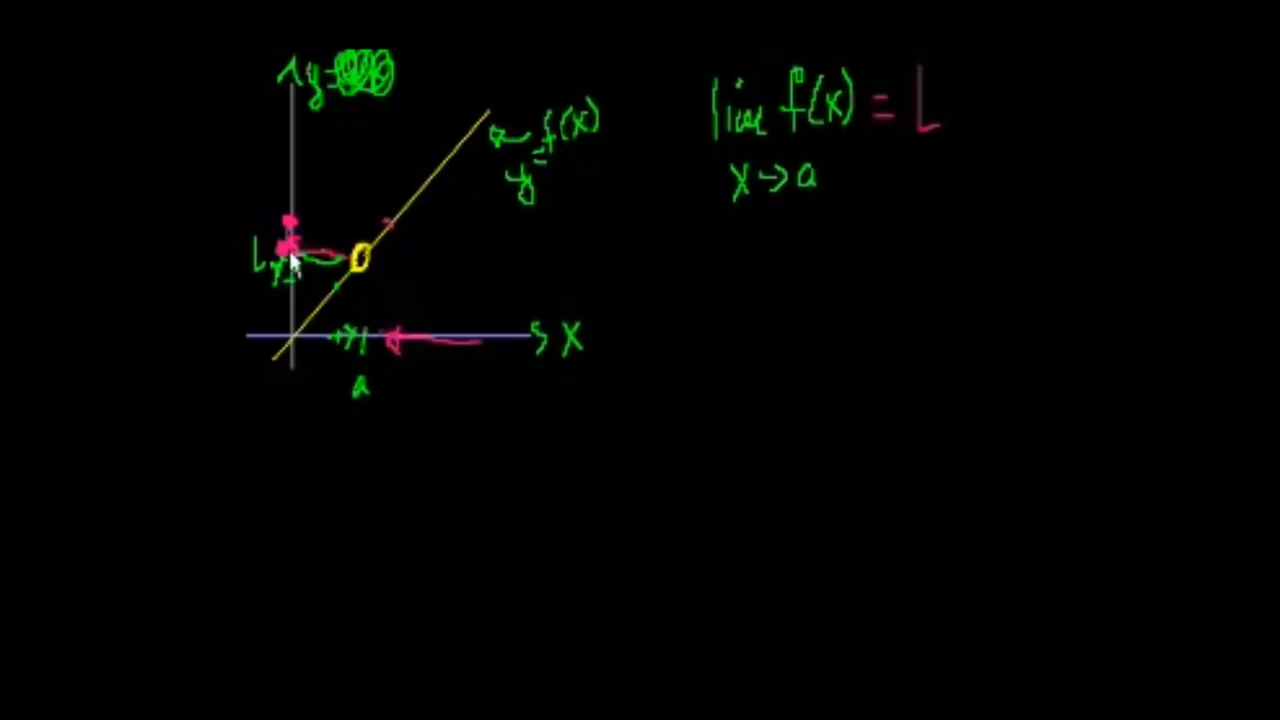 y
y = f(x)
L
x
a
lim f(x) = L
x → a